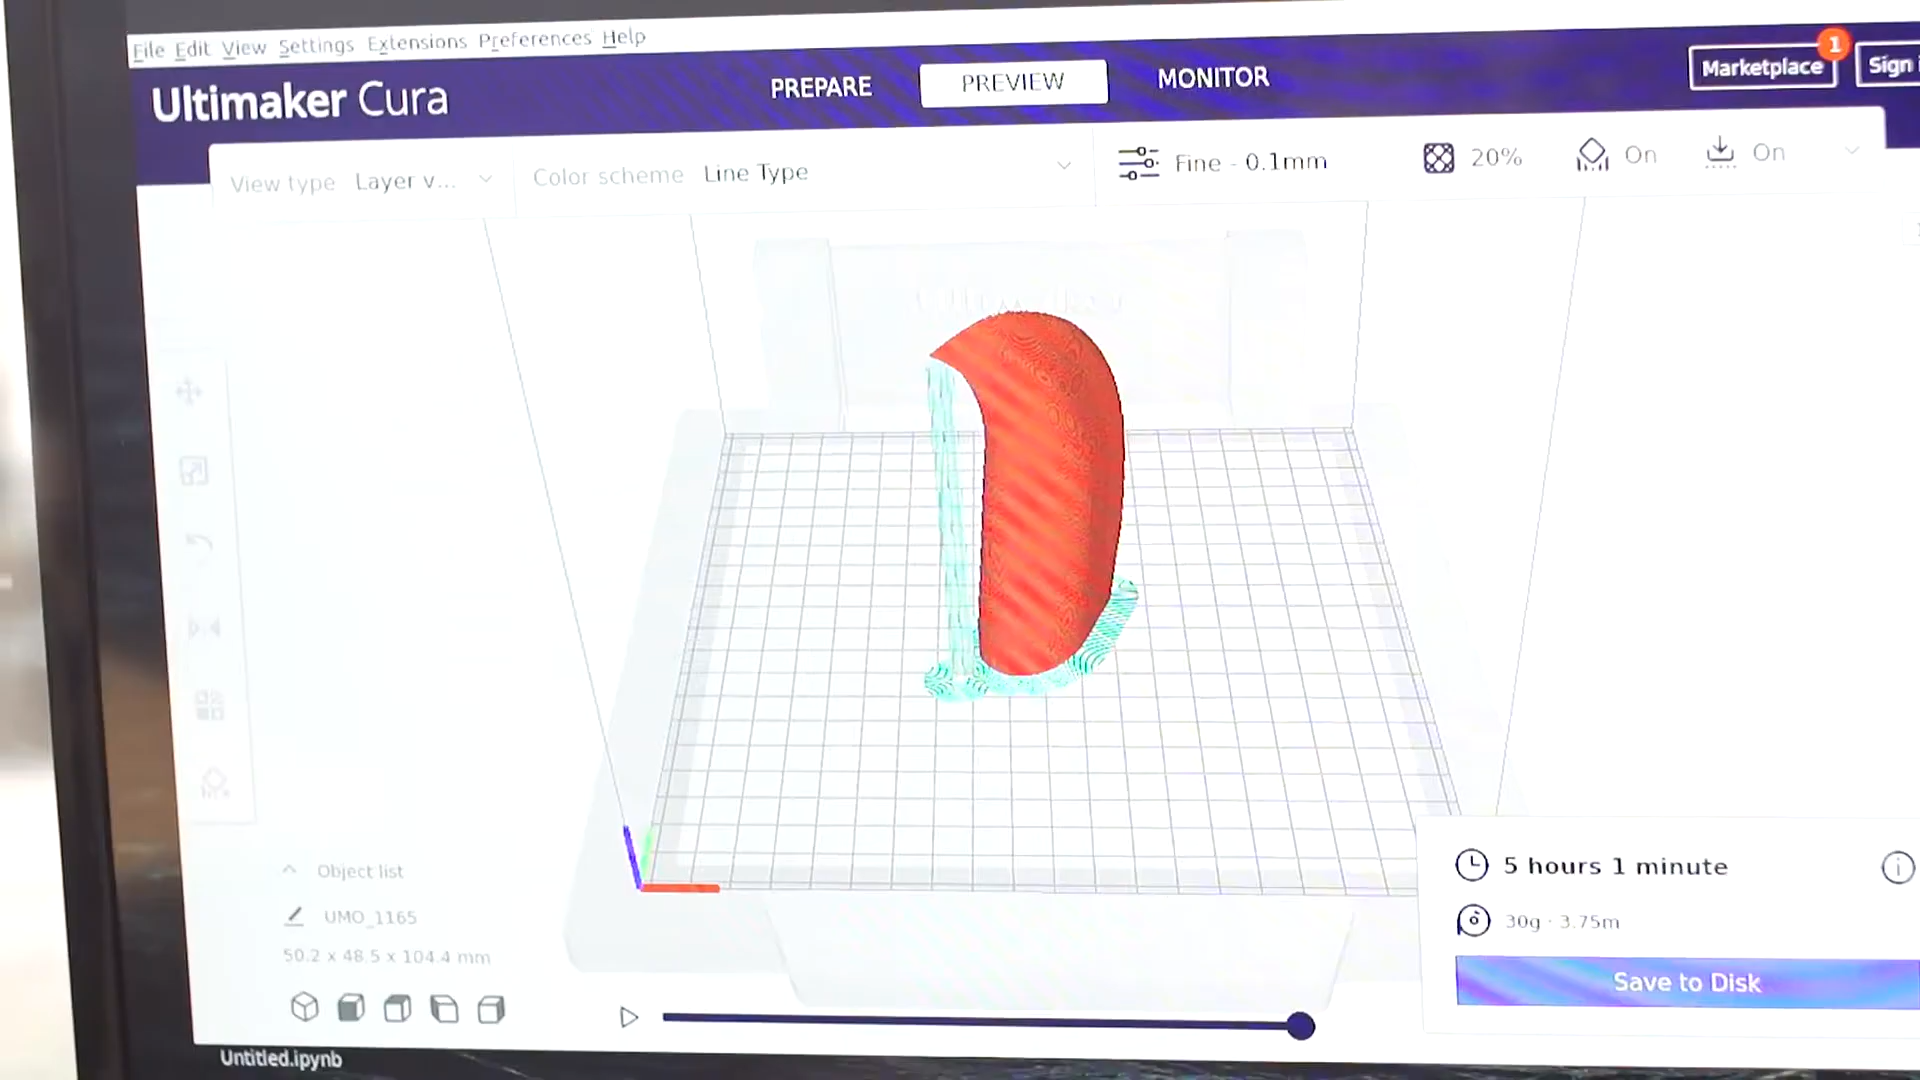 File Edit View Settings Extensions Preferences Help
Ultimaker Cura
PREPARE
PREVIEW
MONITOR
Marketplace
1
Sign
View type Layer v...
Color scheme Line Type
Fine - 0.1mm
20%
On
On
Ultimaker
Object list
UMO_1165
50.2 x 48.5 x 104.4 mm
5 hours 1 minute
i
30g · 3.75m
Save to Disk
Untitled.ipynb